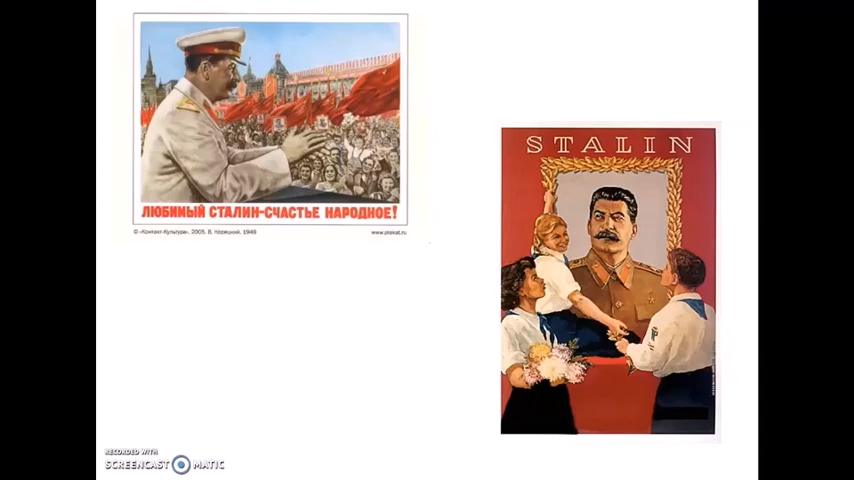 ЛЮБИМЫЙ СТАЛИН-СЧАСТЬЕ НАРОДНОЕ!
© «Контакт-Культура», 2005. В. Корецкий, 1949
www.plakat.ru
STALIN
RECORDED WITH
SCREENCAST MATIC